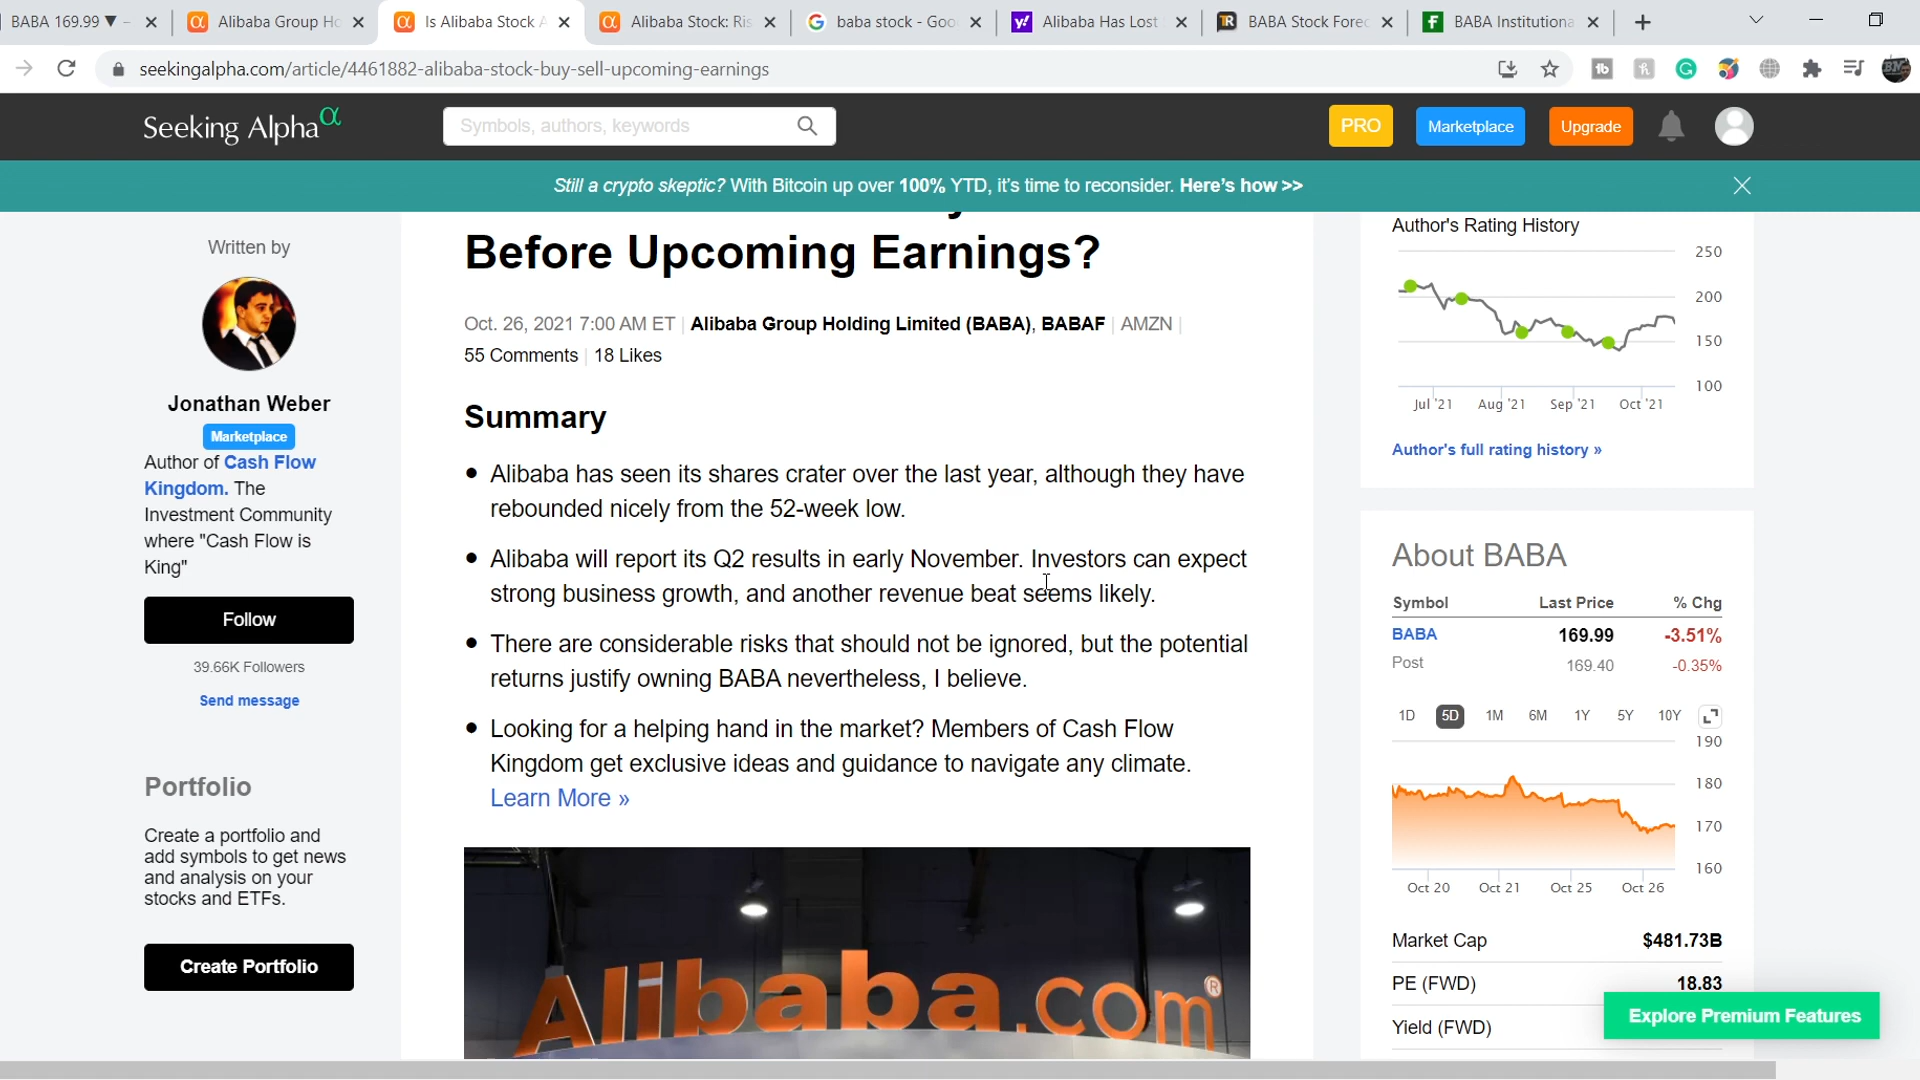 BABA 169.99 ▼ –
Alibaba Group Ho
Is Alibaba Stock A
Alibaba Stock: Ris
baba stock - Goo
Alibaba Has Lost
BABA Stock Forec
BABA Institutiona
seekingalpha.com/article/4461882-alibaba-stock-buy-sell-upcoming-earnings
Seeking Alpha α
Symbols, authors, keywords
PRO
Marketplace
Upgrade
Still a crypto skeptic? With Bitcoin up over 100% YTD, it's time to reconsider. Here's how >>
Written by
Jonathan Weber
Marketplace
Author of Cash Flow
Kingdom. The
Investment Community
where "Cash Flow is
King"
Follow
39.66K Followers
Send message
Portfolio
Create a portfolio and
add symbols to get news
and analysis on your
stocks and ETFs.
Create Portfolio
Before Upcoming Earnings?
Oct. 26, 2021 7:00 AM ET | Alibaba Group Holding Limited (BABA), BABAF | AMZN |
55 Comments | 18 Likes
Summary
• Alibaba has seen its shares crater over the last year, although they have
rebounded nicely from the 52-week low.
• Alibaba will report its Q2 results in early November. Investors can expect
strong business growth, and another revenue beat seems likely.
• There are considerable risks that should not be ignored, but the potential
returns justify owning BABA nevertheless, I believe.
• Looking for a helping hand in the market? Members of Cash Flow
Kingdom get exclusive ideas and guidance to navigate any climate.
Learn More »
Alibaba.com®
Author's Rating History
250
200
150
100
Jul '21 Aug '21 Sep '21 Oct '21
Author's full rating history »
About BABA
Symbol Last Price % Chg
BABA 169.99 -3.51%
Post 169.40 -0.35%
1D 5D 1M 6M 1Y 5Y 10Y
190
180
170
160
Oct 20 Oct 21 Oct 25 Oct 26
Market Cap $481.73B
PE (FWD) 18.83
Yield (FWD)
Explore Premium Features